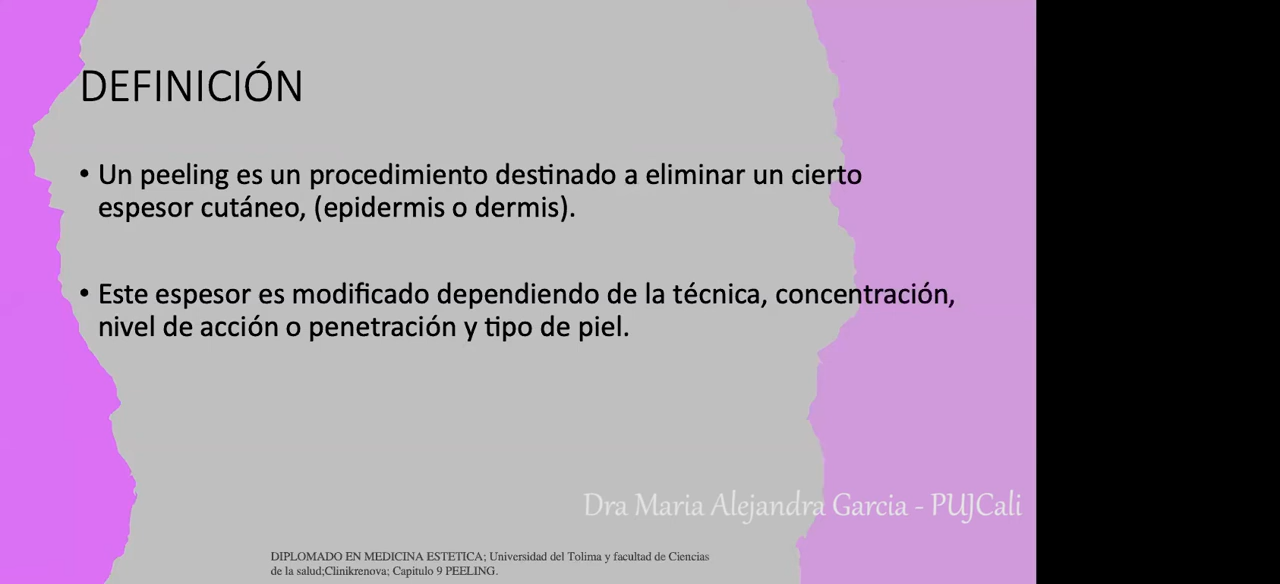 DEFINICIÓN
• Un peeling es un procedimiento destinado a eliminar un cierto
espesor cutáneo, (epidermis o dermis).
• Este espesor es modificado dependiendo de la técnica, concentración,
nivel de acción o penetración y tipo de piel.
Dra Maria Alejandra Garcia - PUJCali
DIPLOMADO EN MEDICINA ESTETICA; Universidad del Tolima y facultad de Ciencias
de la salud;Clinikrenova; Capitulo 9 PEELING.